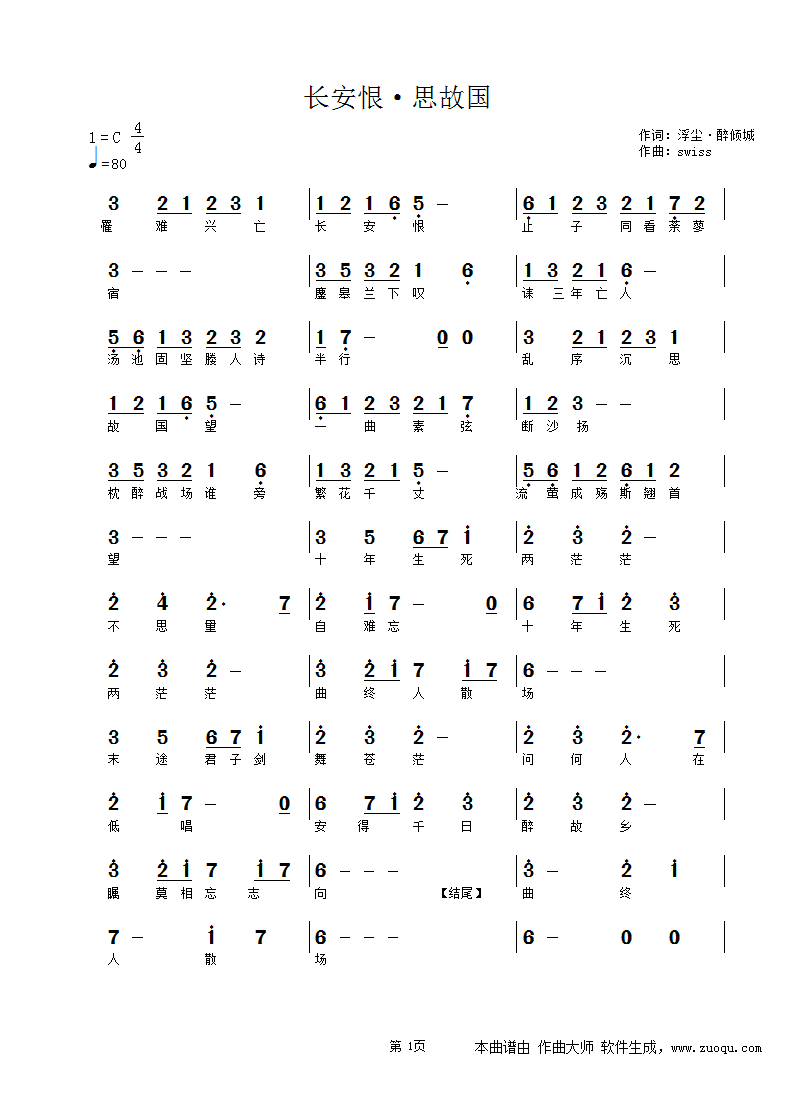 长安恨·思故国
1=C 4/4
♩=80
作词：浮尘·醉倾城
作曲：swiss
3 2 1 2 3 1 | 1 2 1 6 5 － | 6 1 2 3 2 1 7 2 |
罹 难 兴 亡 长 安 恨 止 子 同 看 荼 蓼
3 － － － | 3 5 3 2 1 6 | 1 3 2 1 6 － |
宿 鏖 皋 兰 下 叹 诔 三 年 亡 人
5 6 1 3 2 3 2 | 1 7 － 0 0 | 3 2 1 2 3 1 |
汤 池 固 坚 媵 人 诗 半 行 乱 序 沉 思
1 2 1 6 5 － | 6 1 2 3 2 1 7 | 1 2 3 － － |
故 国 望 一 曲 素 弦 断 沙 扬
3 5 3 2 1 6 | 1 3 2 1 5 － | 5 6 1 2 6 1 2 |
枕 醉 战 场 谁 旁 繁 花 千 丈 流 萤 成 殇 斯 翘 首
3 － － － | 3 5 6 7 1 | 2 3 2 － |
望 十 年 生 死 两 茫 茫
2 4 2· 7 | 2 1 7 － 0 | 6 7 1 2 3 |
不 思 量 自 难 忘 十 年 生 死
2 3 2 － | 3 2 1 7 1 7 | 6 － － － |
两 茫 茫 曲 终 人 散 场
3 5 6 7 1 | 2 3 2 － | 2 3 2· 7 |
末 途 君 子 剑 舞 苍 茫 问 何 人 在
2 1 7 － 0 | 6 7 1 2 3 | 2 3 2 － |
低 唱 安 得 千 日 醉 故 乡
3 2 1 7 1 7 | 6 － － － | 3 － 2 1 |
瞩 莫 相 忘 志 向 【结尾】 曲 终
7 － 1 7 | 6 － － － | 6 － 0 0 |
人 散 场
第 1页 本曲谱由 作曲大师 软件生成，www.zuoqu.com